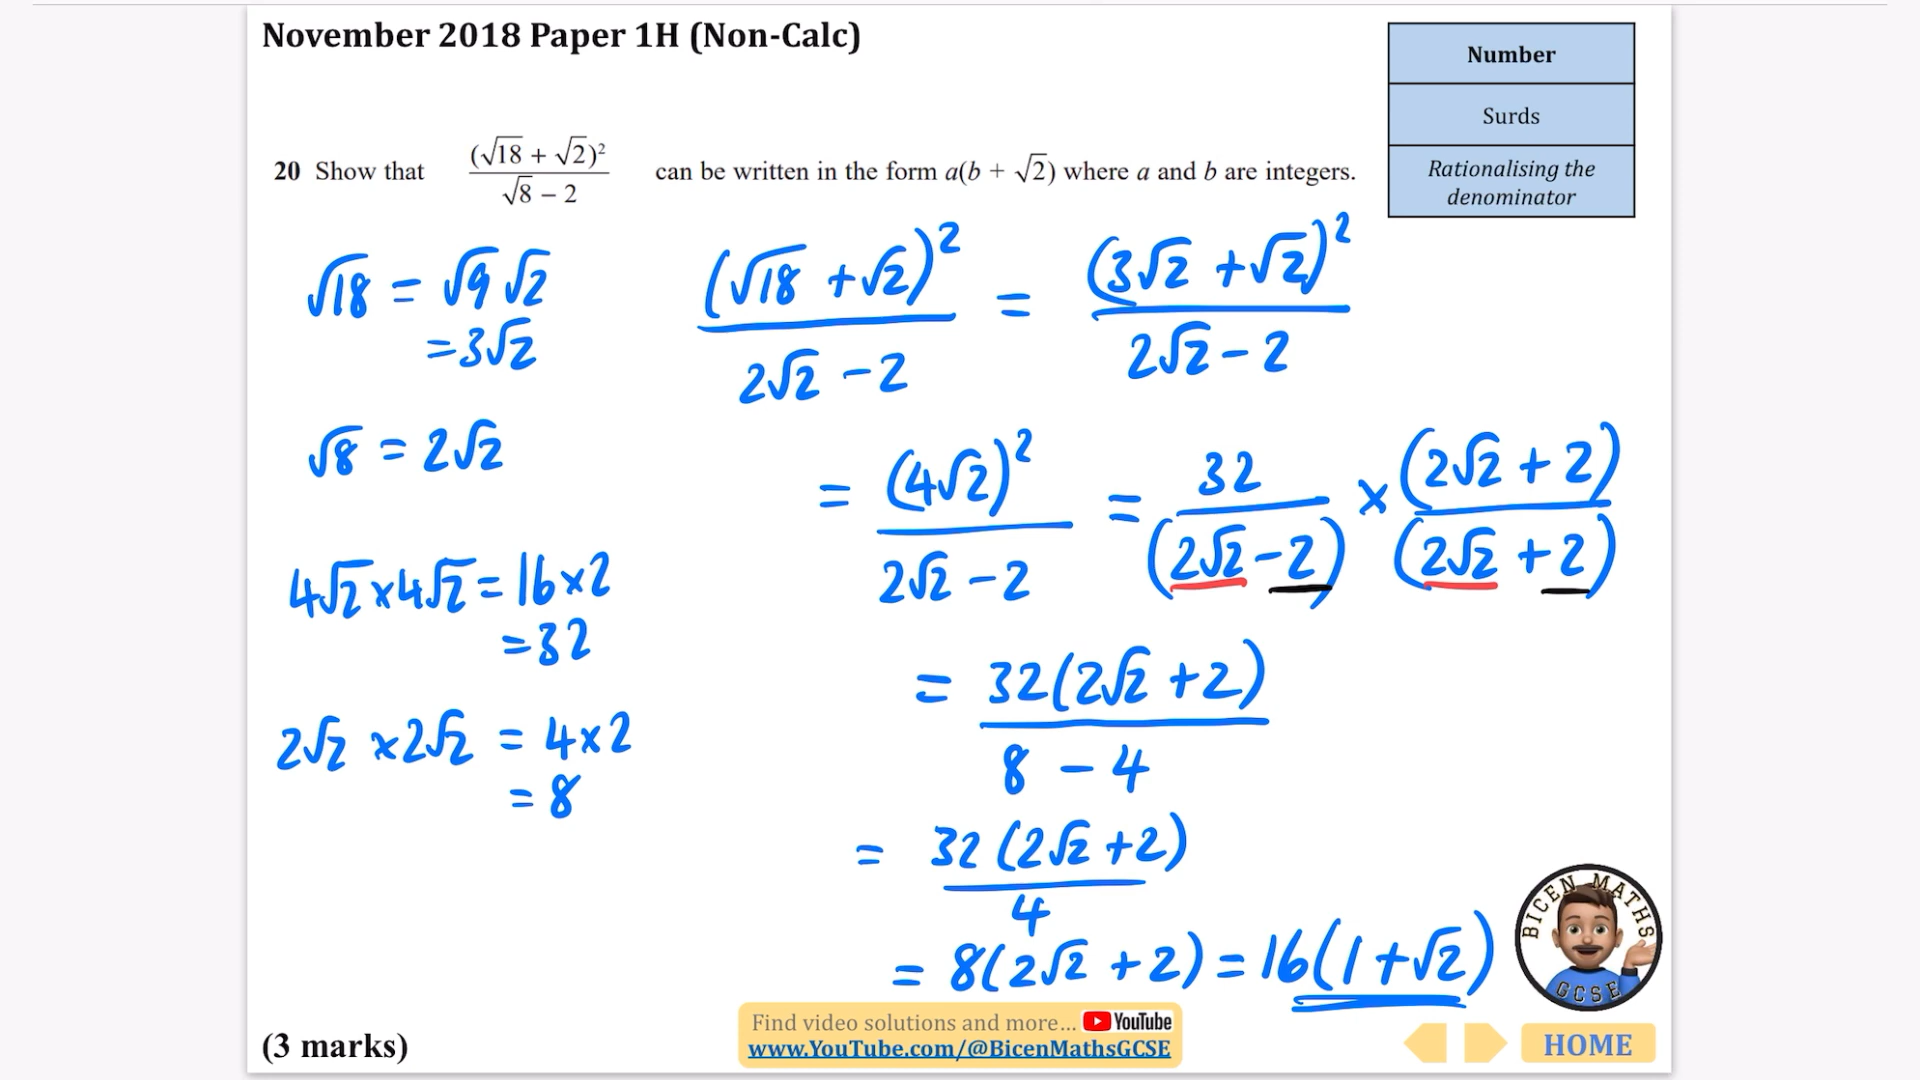 November 2018 Paper 1H (Non-Calc)
Number
Surds
Rationalising the
denominator
20 Show that (√18 + √2)² / √8 – 2 can be written in the form a(b + √2) where a and b are integers.
√18 = √9 √2
= 3√2
(√18 + √2)² / 2√2 – 2 = (3√2 + √2)² / 2√2 – 2
√8 = 2√2
= (4√2)² / 2√2 – 2 = 32 / (2√2 – 2) × (2√2 + 2) / (2√2 + 2)
4√2 × 4√2 = 16 × 2
= 32
= 32(2√2 + 2) / 8 – 4
2√2 × 2√2 = 4 × 2
= 8
= 32(2√2 + 2) / 4
= 8(2√2 + 2) = 16(1 + √2)
BICEN MATHS
GCSE
(3 marks)
Find video solutions and more... YouTube
www.YouTube.com/@BicenMathsGCSE
HOME